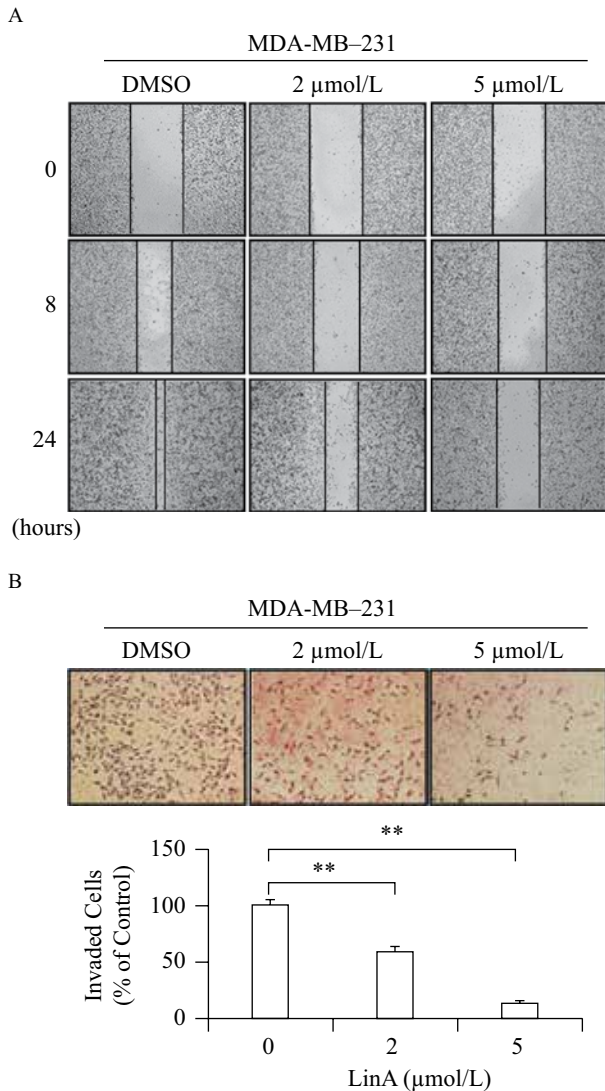 A
MDA-MB–231
DMSO 2 µmol/L 5 µmol/L
0
8
24
(hours)
B
MDA-MB–231
DMSO 2 µmol/L 5 µmol/L
150
100
50
0
Invaded Cells
(% of Control)
**
**
0 2 5
LinA (µmol/L)